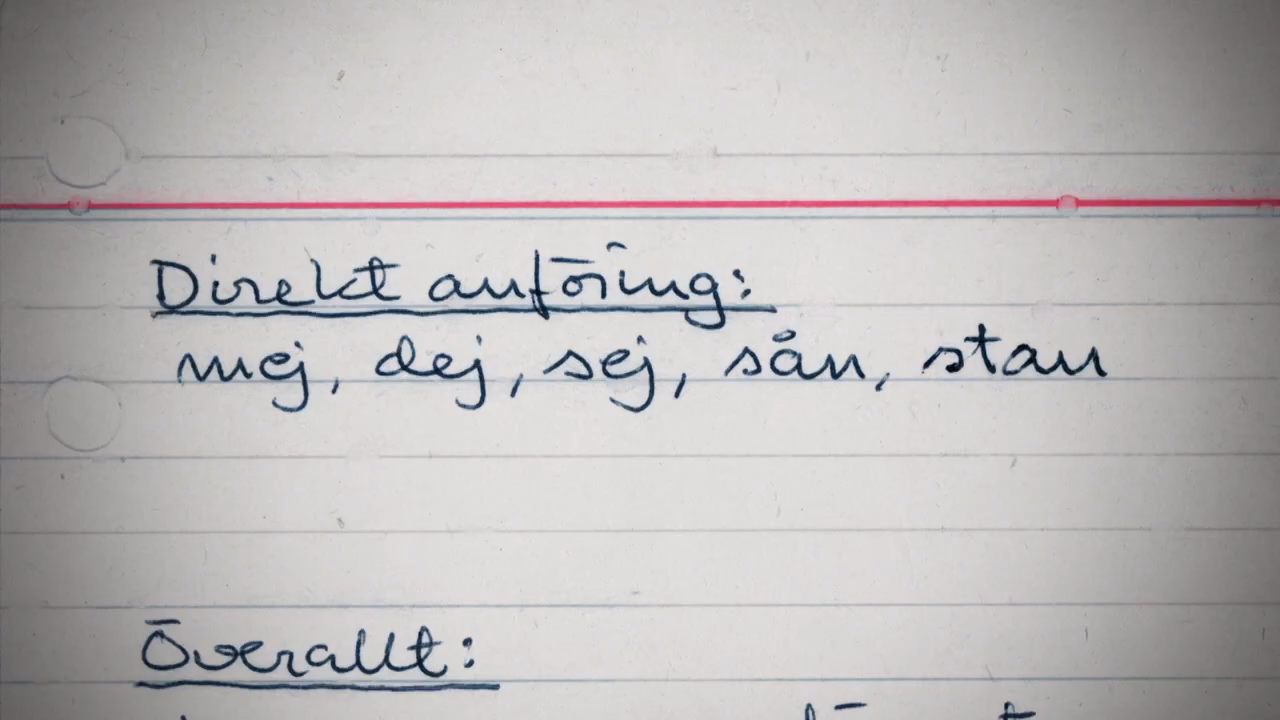 Direkt anföring:
mej, dej, sej, sån, stan
Överallt: